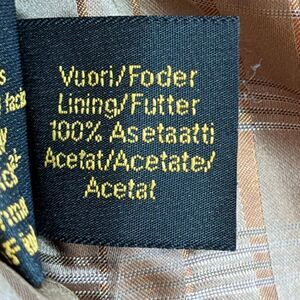 Vuori/Foder
Lining/Futter
100% Asetaatti
Acetat/Acetate/
Acetat